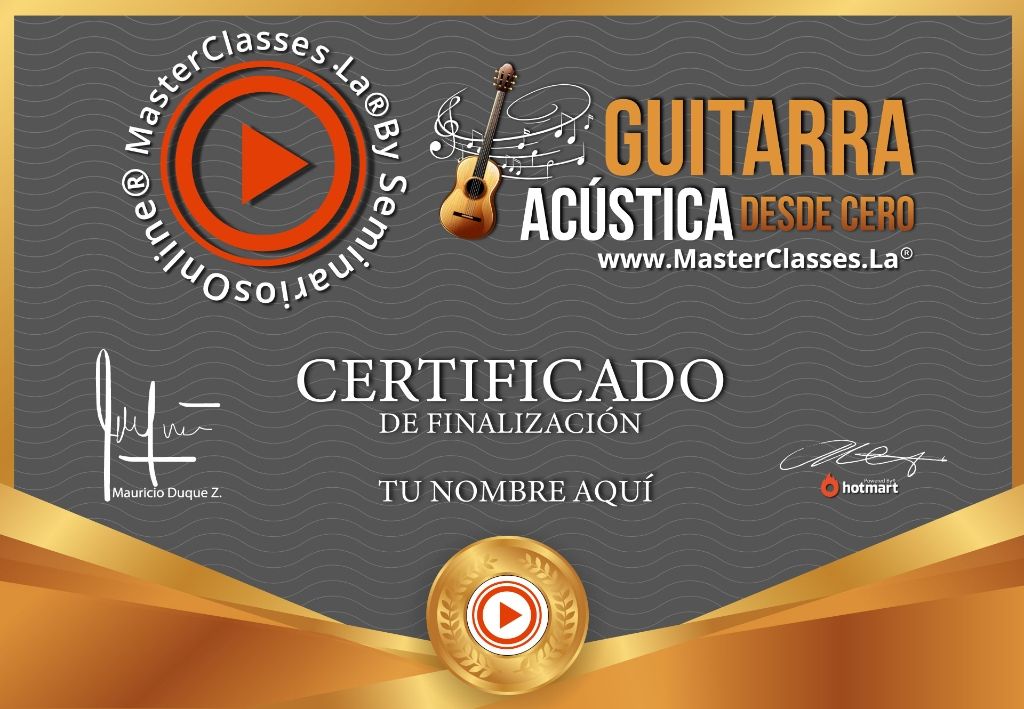 MasterClasses.La® By SeminariosOnline®
GUITARRA
ACÚSTICA DESDE CERO
www.MasterClasses.La®
CERTIFICADO
DE FINALIZACIÓN
Mauricio Duque Z.
TU NOMBRE AQUÍ
Powered By
hotmart